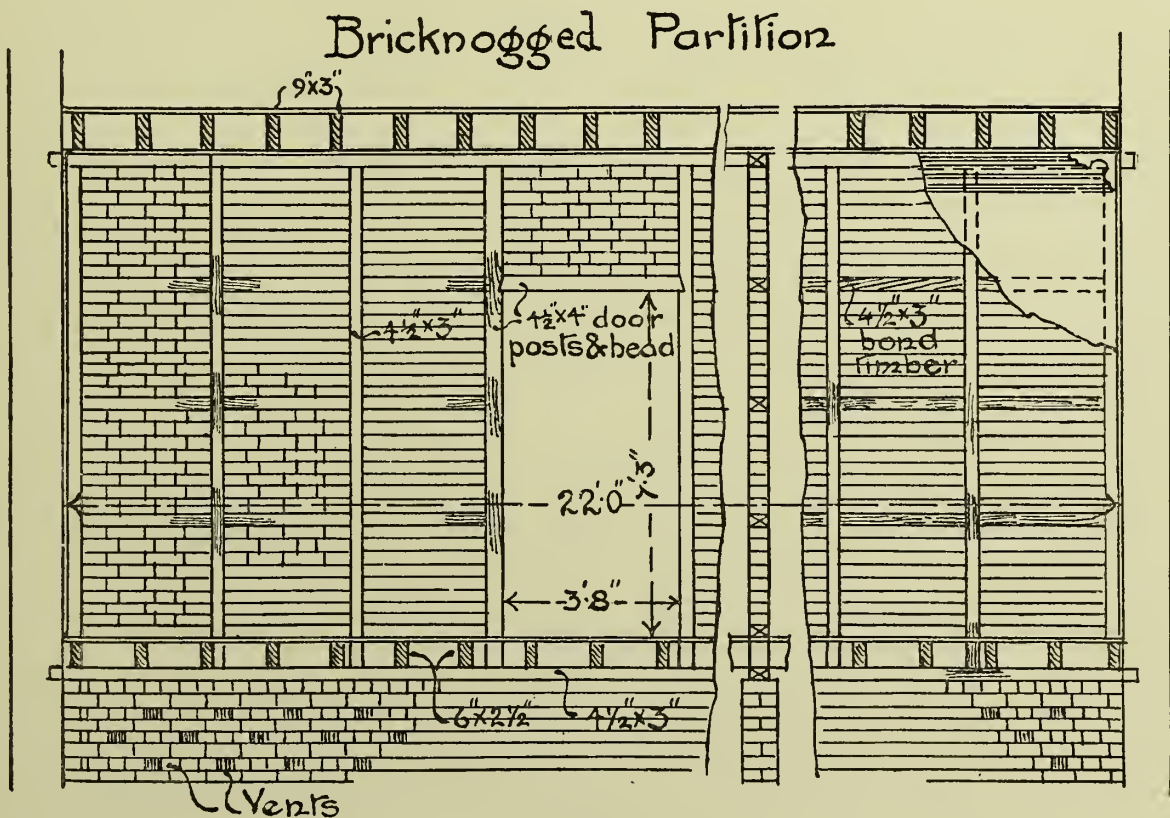 Bricknogged Partition
9"x3"
4½"x3"
4½"x4" door
posts & head
4½"x3"
bond
timber
22'.0"
7'.3"
3'.8"
6"x2½"
4½"x3"
Vents